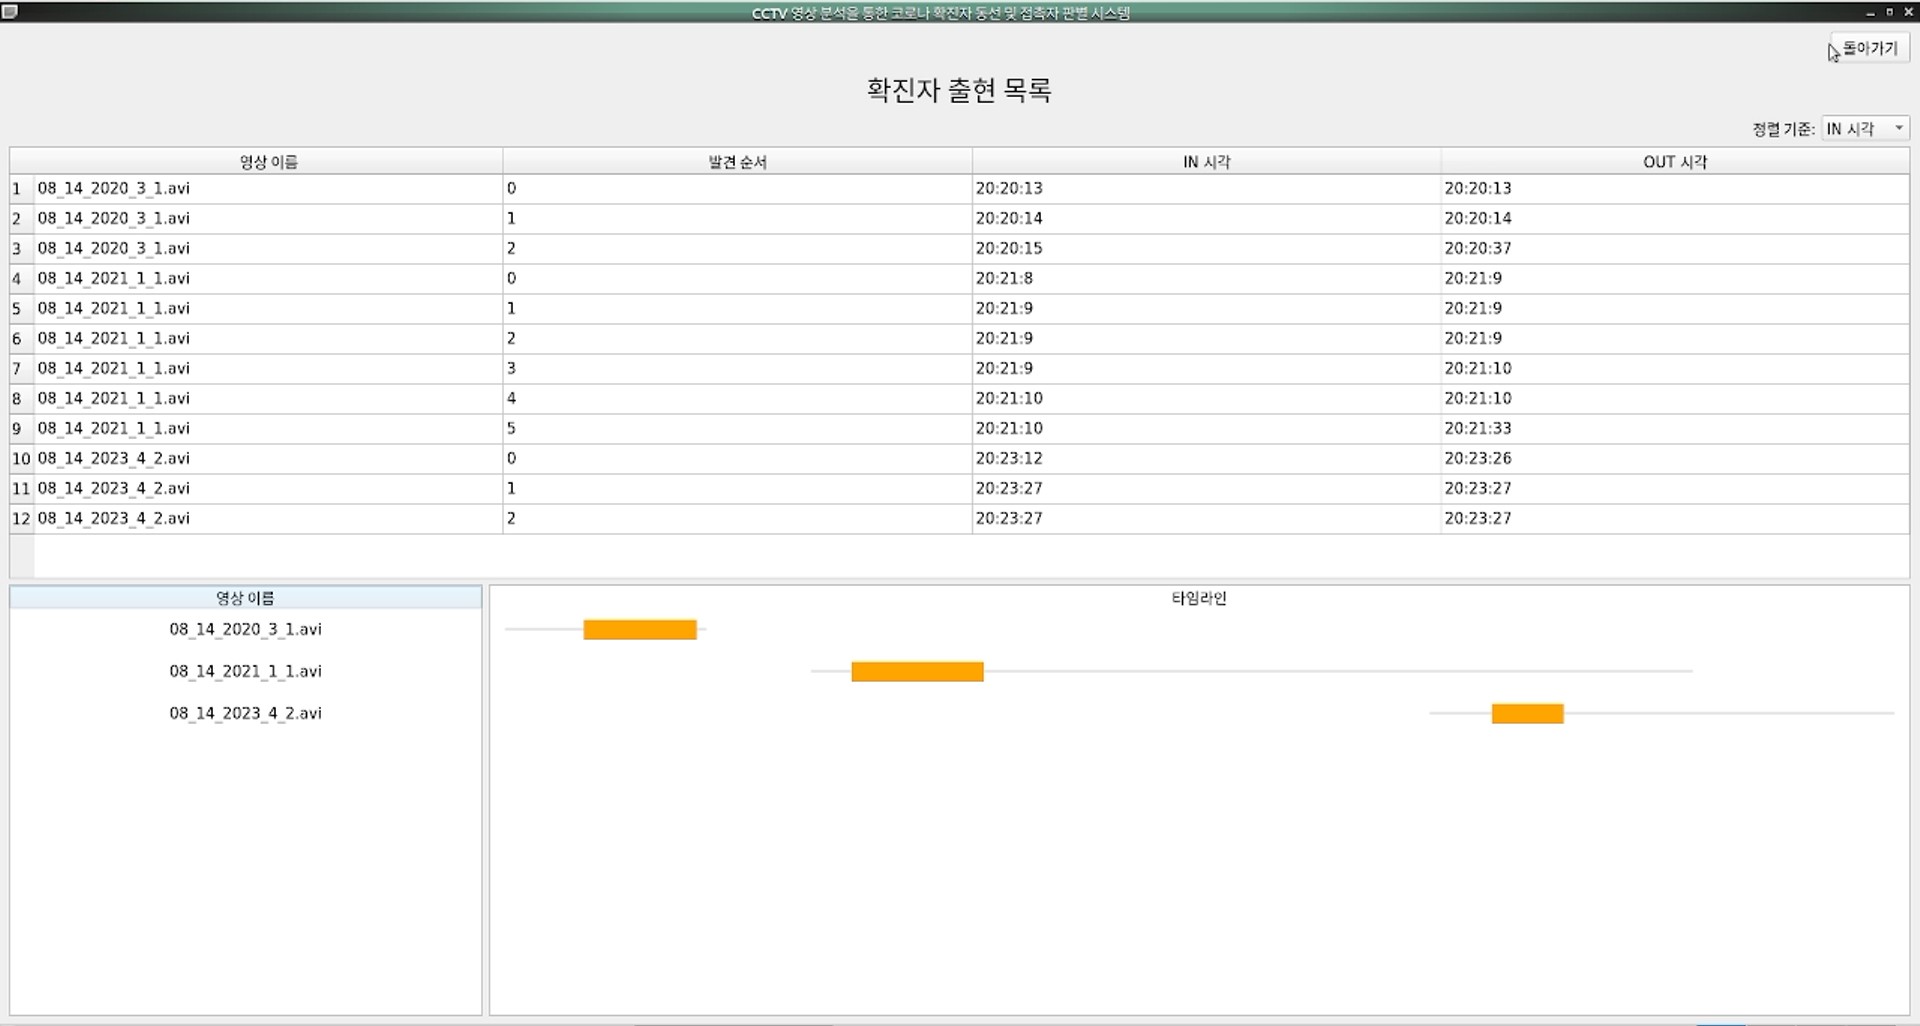 CCTV 영상 분석을 통한 코로나 확진자 동선 및 접촉자 판별 시스템
돌아가기
확진자 출현 목록
정렬 기준: IN 시각
영상 이름 발견 순서 IN 시각 OUT 시각
1 08_14_2020_3_1.avi 0 20:20:13 20:20:13
2 08_14_2020_3_1.avi 1 20:20:14 20:20:14
3 08_14_2020_3_1.avi 2 20:20:15 20:20:37
4 08_14_2021_1_1.avi 0 20:21:8 20:21:9
5 08_14_2021_1_1.avi 1 20:21:9 20:21:9
6 08_14_2021_1_1.avi 2 20:21:9 20:21:9
7 08_14_2021_1_1.avi 3 20:21:9 20:21:10
8 08_14_2021_1_1.avi 4 20:21:10 20:21:10
9 08_14_2021_1_1.avi 5 20:21:10 20:21:33
10 08_14_2023_4_2.avi 0 20:23:12 20:23:26
11 08_14_2023_4_2.avi 1 20:23:27 20:23:27
12 08_14_2023_4_2.avi 2 20:23:27 20:23:27
영상 이름 타임라인
08_14_2020_3_1.avi
08_14_2021_1_1.avi
08_14_2023_4_2.avi